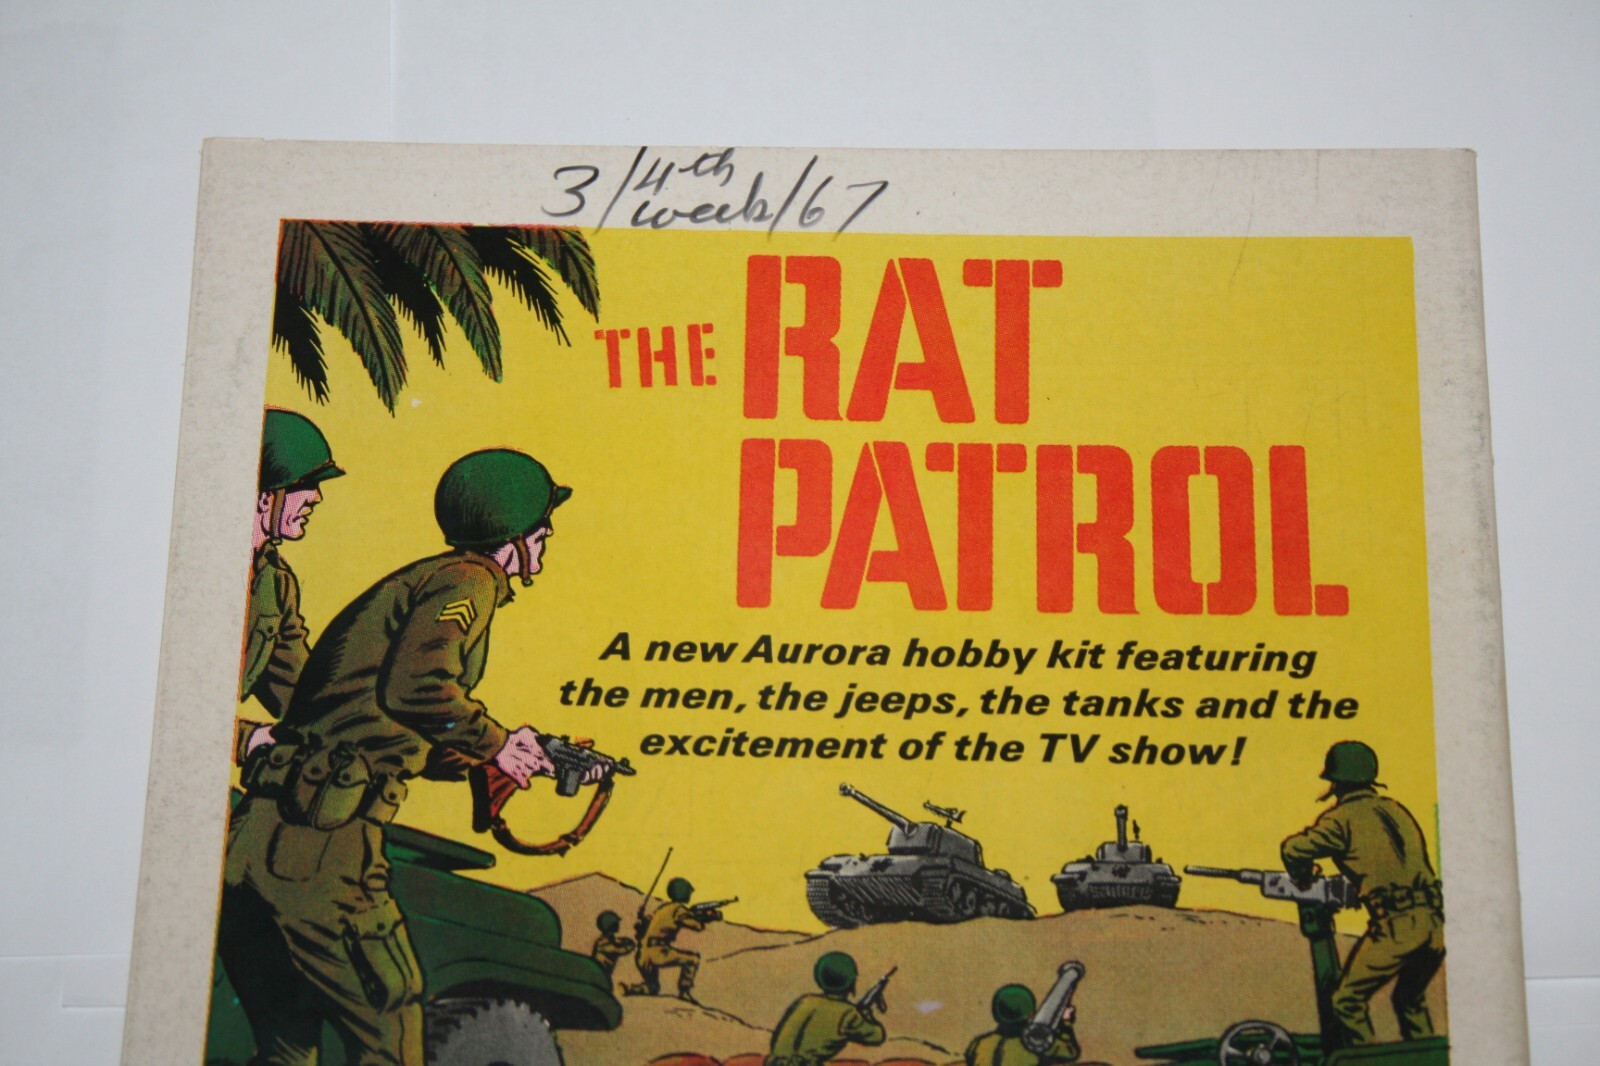 3/4th week/67
THE RAT
PATROL
A new Aurora hobby kit featuring
the men, the jeeps, the tanks and the
excitement of the TV show!